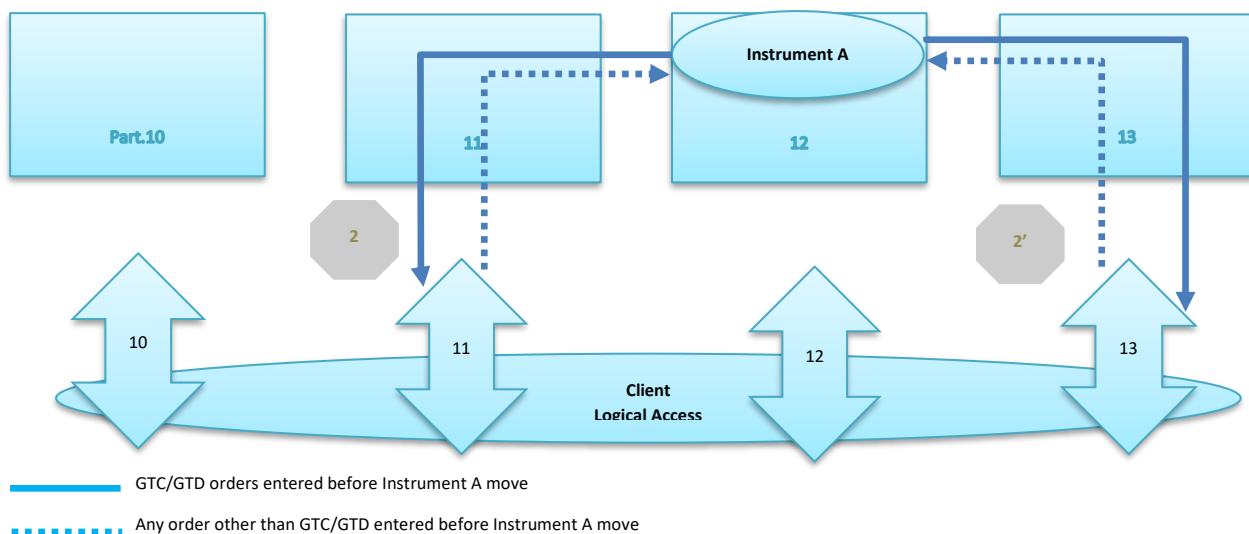 Instrument A
Part.10
11
12
13
2
2’
10
11
12
13
Client
Logical Access
GTC/GTD orders entered before Instrument A move
Any order other than GTC/GTD entered before Instrument A move